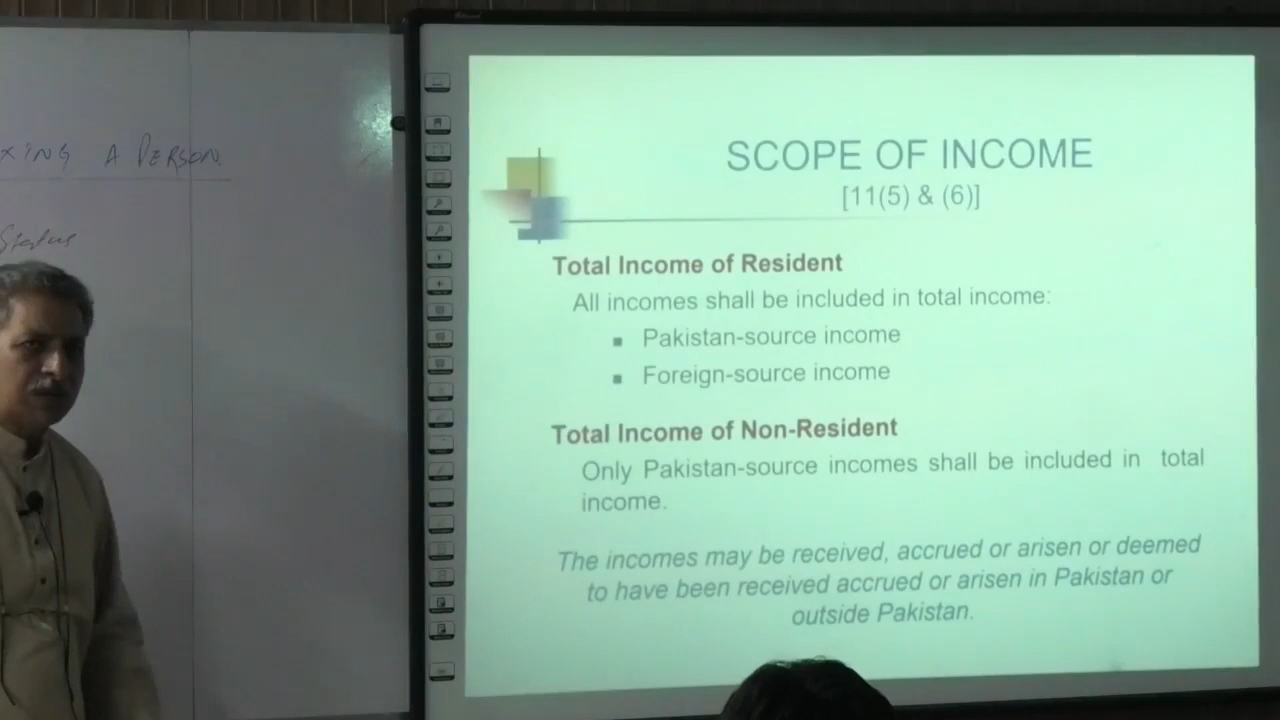 XING A PERSON
Status
SCOPE OF INCOME
[11(5) & (6)]
Total Income of Resident
All incomes shall be included in total income:
▪ Pakistan-source income
▪ Foreign-source income
Total Income of Non-Resident
Only Pakistan-source incomes shall be included in total
income.
The incomes may be received, accrued or arisen or deemed
to have been received accrued or arisen in Pakistan or
outside Pakistan.